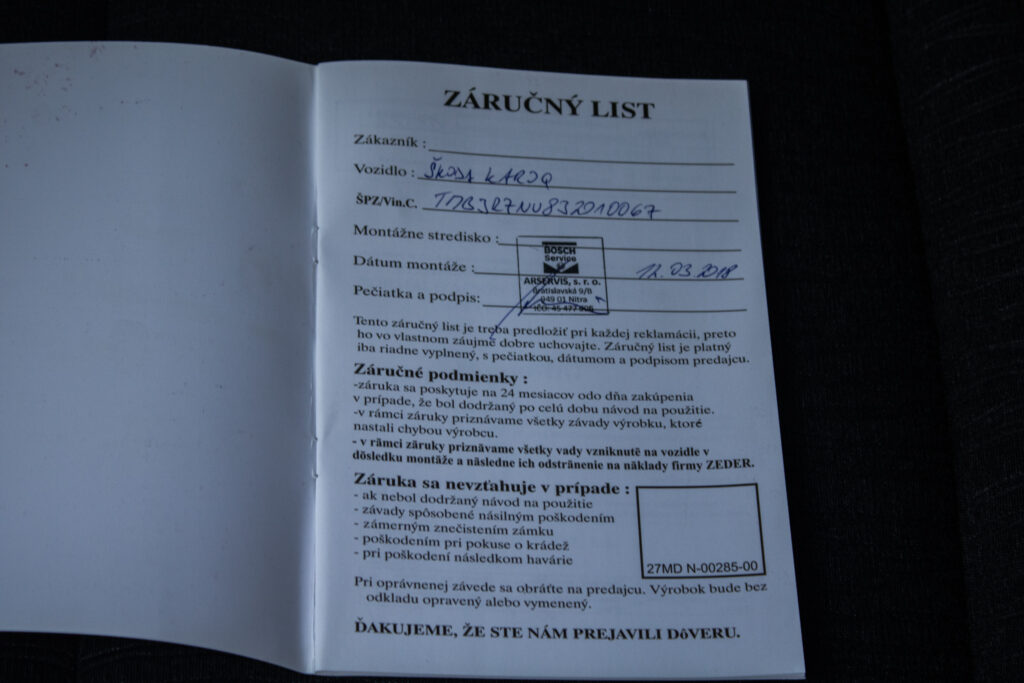 ZÁRUČNÝ LIST
Zákazník :
Vozidlo : ŠKODA KAROQ
ŠPZ/Vin.C. TMBJR7NU8J2010067
Montážne stredisko :
BOSCH
Service
Dátum montáže : 12.03.2018
ARSERVIS, s. r. o.
Bratislavská 9/B
949 01 Nitra
Pečiatka a podpis:
IČO: 45 477
Tento záručný list je treba predložiť pri každej reklamácii, preto
ho vo vlastnom záujme dobre uchovajte. Záručný list je platný
iba riadne vyplnený, s pečiatkou, dátumom a podpisom predajcu.
Záručné podmienky :
-záruka sa poskytuje na 24 mesiacov odo dňa zakúpenia
v prípade, že bol dodržaný po celú dobu návod na použitie.
-v rámci záruky priznávame všetky závady výrobku, ktoré
nastali chybou výrobcu.
- v rámci záruky priznávame všetky vady vzniknuté na vozidle v
dôsledku montáže a následne ich odstránenie na náklady firmy ZEDER.
Záruka sa nevzťahuje v prípade :
- ak nebol dodržaný návod na použitie
- závady spôsobené násilným poškodením
- zámerným znečistením zámku
- poškodením pri pokuse o krádež
- pri poškodení následkom havárie
27MD N-00285-00
Pri oprávnenej závede sa obráťte na predajcu. Výrobok bude bez
odkladu opravený alebo vymenený.
ĎAKUJEME, ŽE STE NÁM PREJAVILI DôVERU.